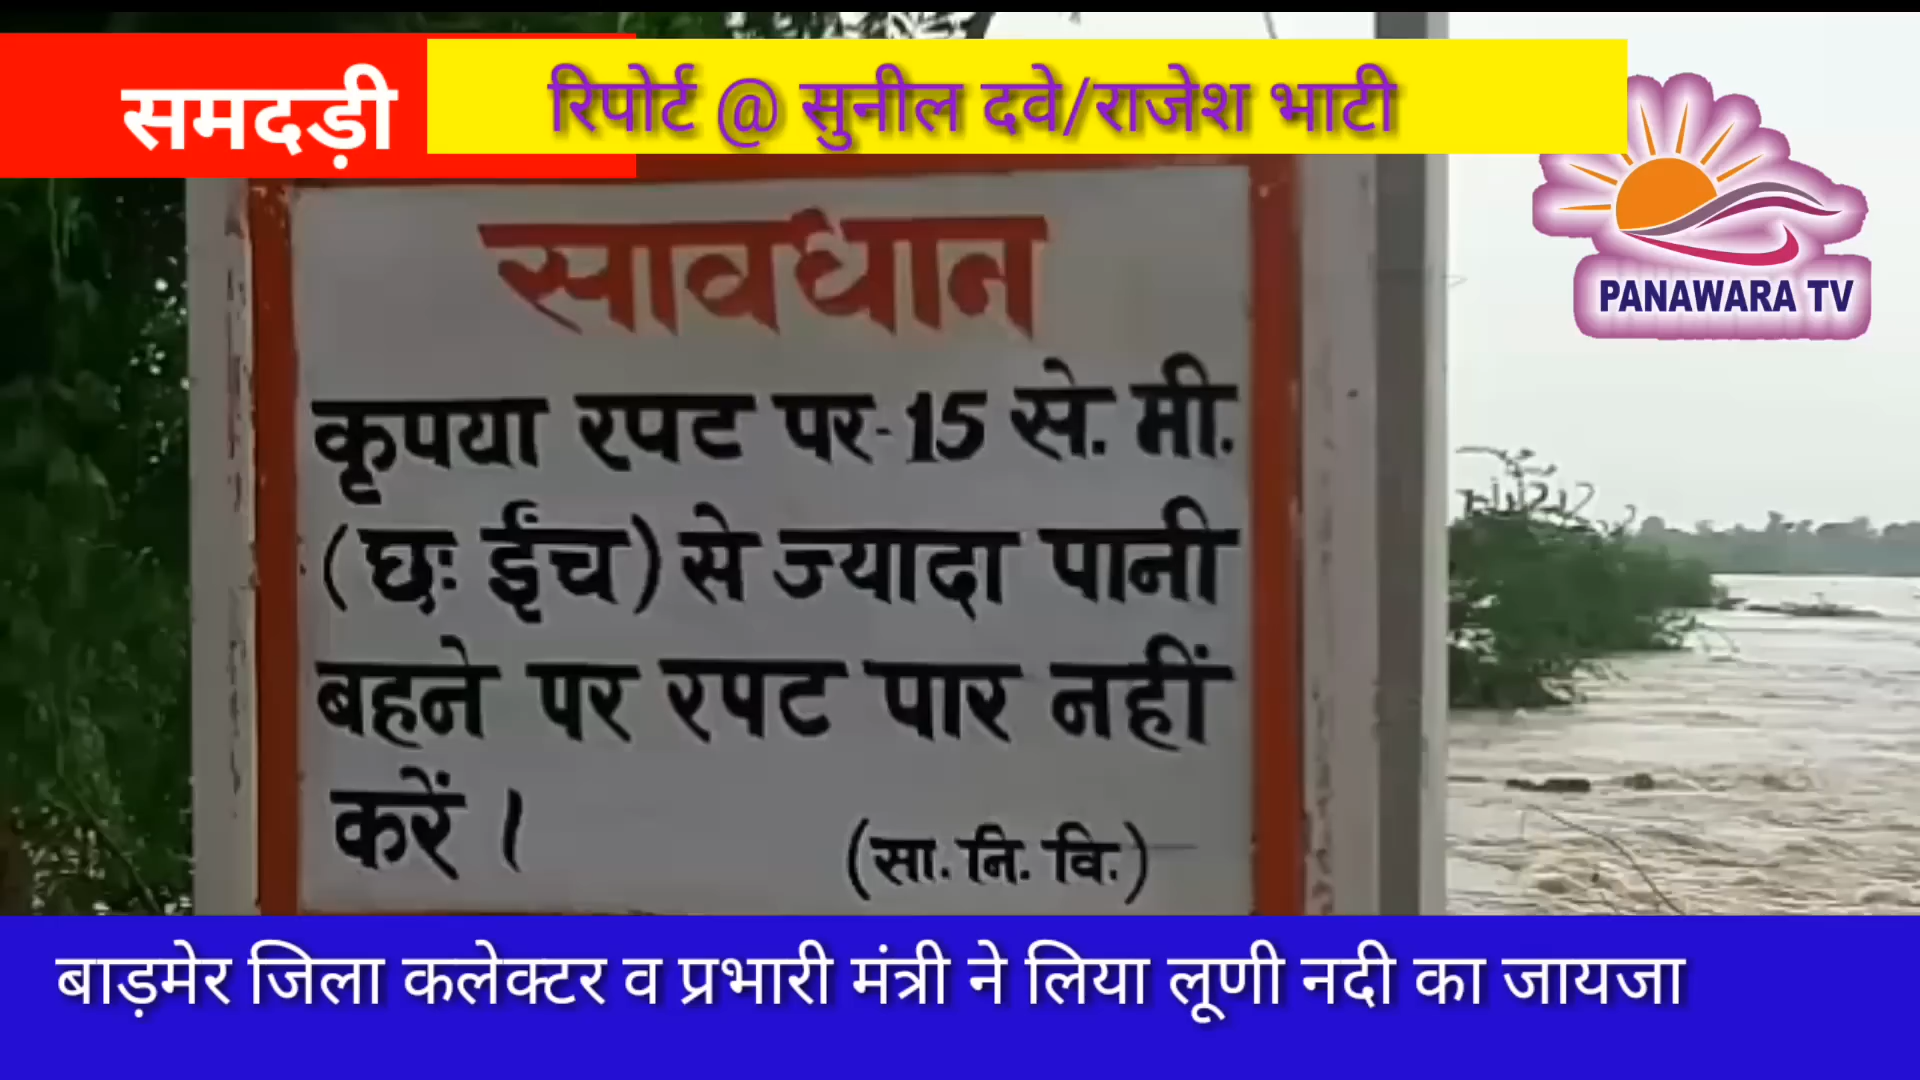 समदड़ी
रिपोर्ट @ सुनील दवे/राजेश भाटी
PANAWARA TV
सावधान
कृपया रपट पर-15 से. मी.
(छः ईंच) से ज्यादा पानी
बहने पर रपट पार नहीं
करें ।
(सा. नि. वि.)
बाड़मेर जिला कलेक्टर व प्रभारी मंत्री ने लिया लूणी नदी का जायजा